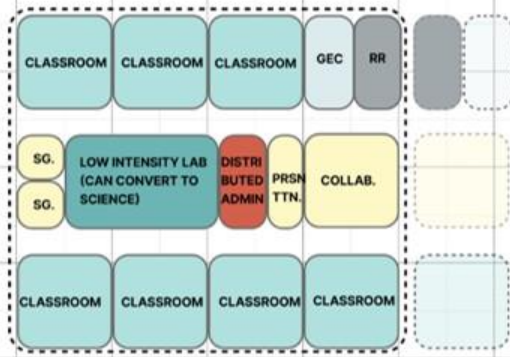 CLASSROOM
CLASSROOM
CLASSROOM
GEC
RR
SG.
SG.
LOW INTENSITY LAB
(CAN CONVERT TO
SCIENCE)
DISTRI
BUTED
ADMIN
PRSN
TTN.
COLLAB.
CLASSROOM
CLASSROOM
CLASSROOM
CLASSROOM